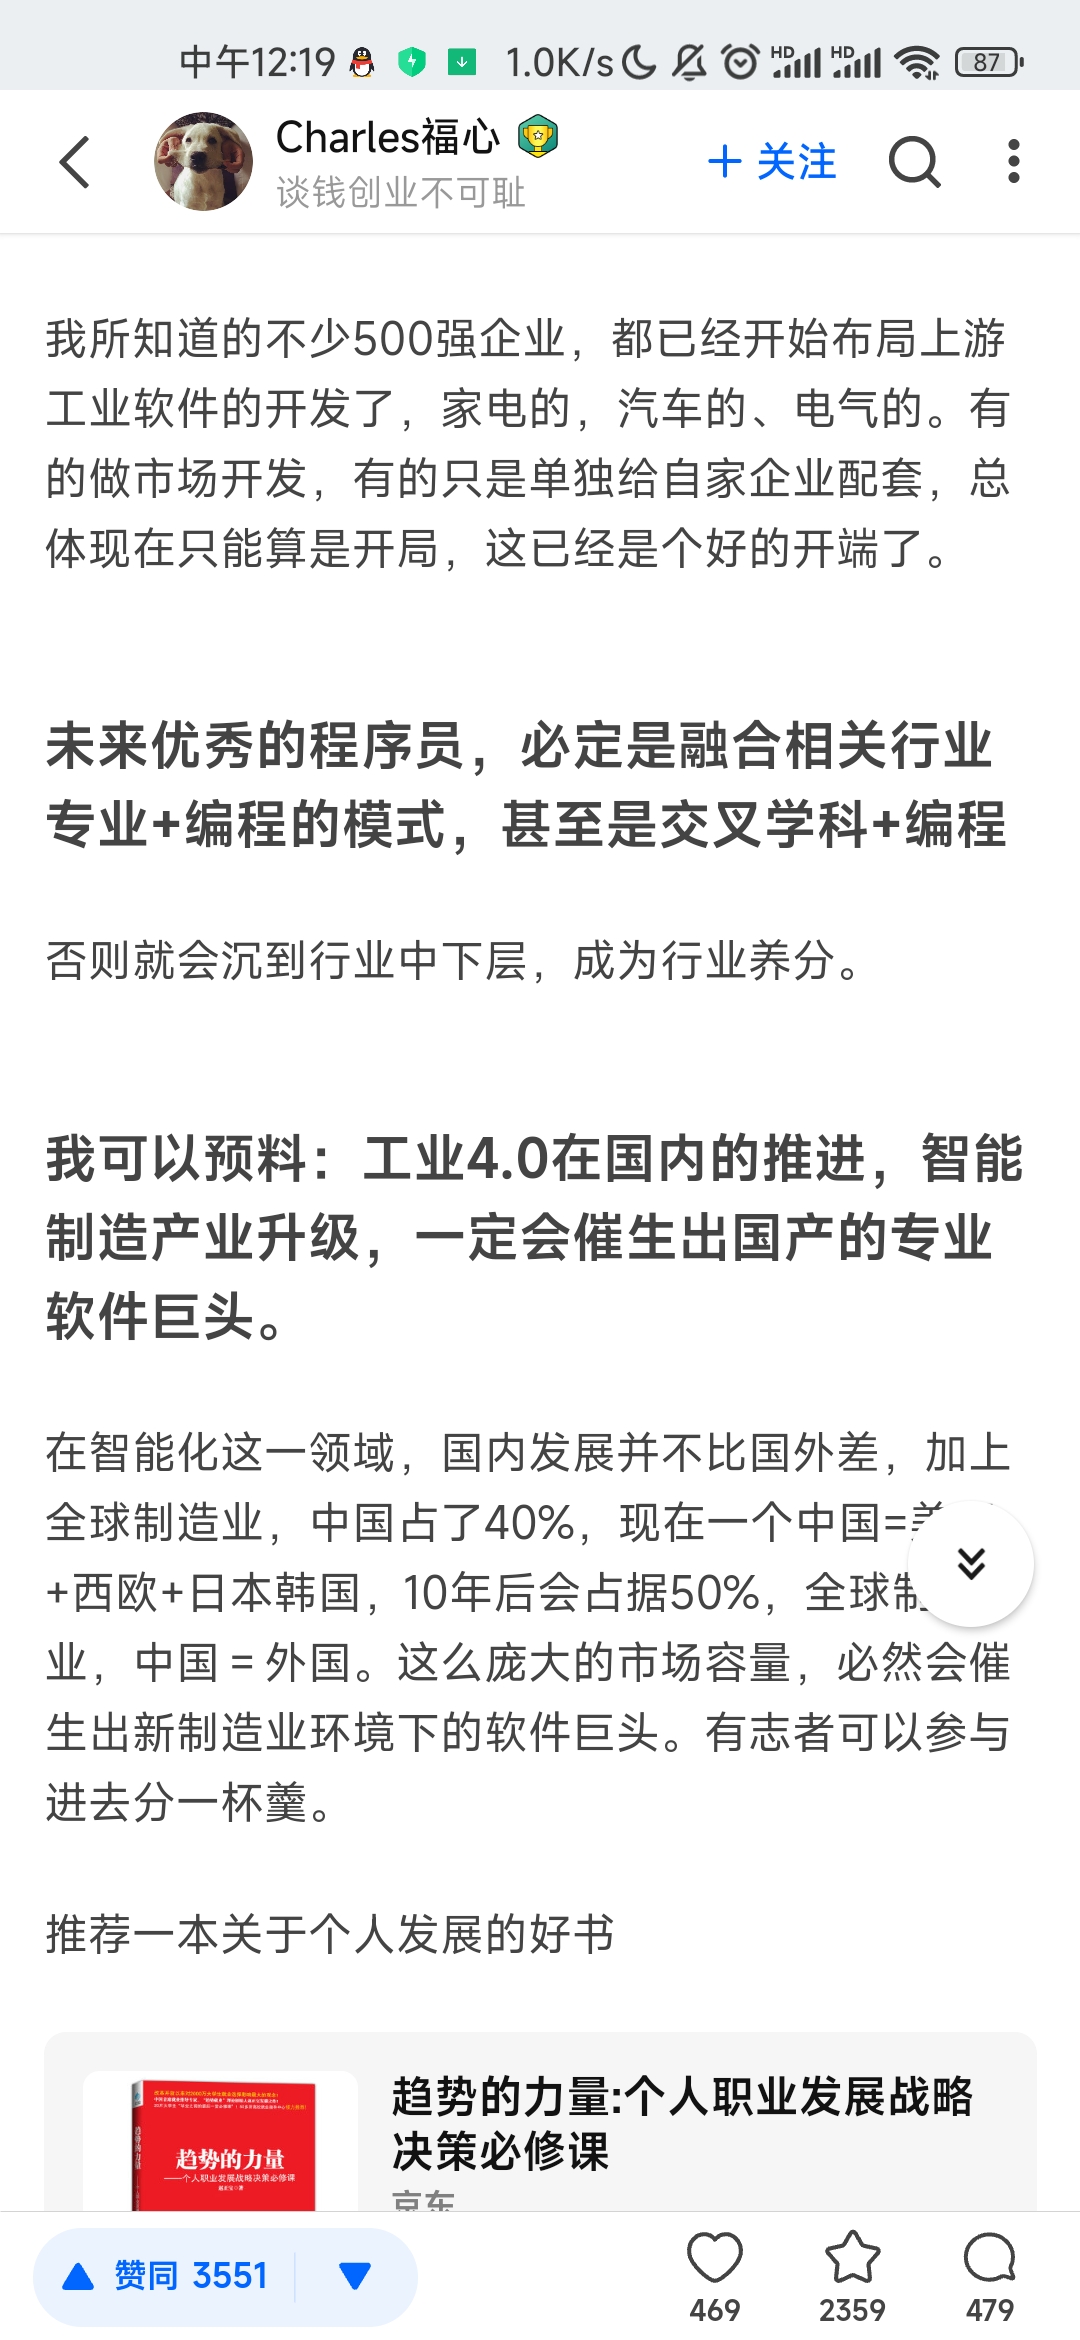 中午12:19
1.0K/s
HD
HD
87
Charles福心
谈钱创业不可耻
+ 关注
我所知道的不少500强企业，都已经开始布局上游
工业软件的开发了，家电的，汽车的、电气的。有
的做市场开发，有的只是单独给自家企业配套，总
体现在只能算是开局，这已经是个好的开端了。
未来优秀的程序员，必定是融合相关行业
专业+编程的模式，甚至是交叉学科+编程
否则就会沉到行业中下层，成为行业养分。
我可以预料：工业4.0在国内的推进，智能
制造产业升级，一定会催生出国产的专业
软件巨头。
在智能化这一领域，国内发展并不比国外差，加上
全球制造业，中国占了40%，现在一个中国=
+西欧+日本韩国，10年后会占据50%，全球
业，中国 = 外国。这么庞大的市场容量，必然会催
生出新制造业环境下的软件巨头。有志者可以参与
进去分一杯羹。
推荐一本关于个人发展的好书
趋势的力量
——个人职业发展战略决策必修课
趋势的力量:个人职业发展战略
决策必修课
京东
赞同 3551
469
2359
479